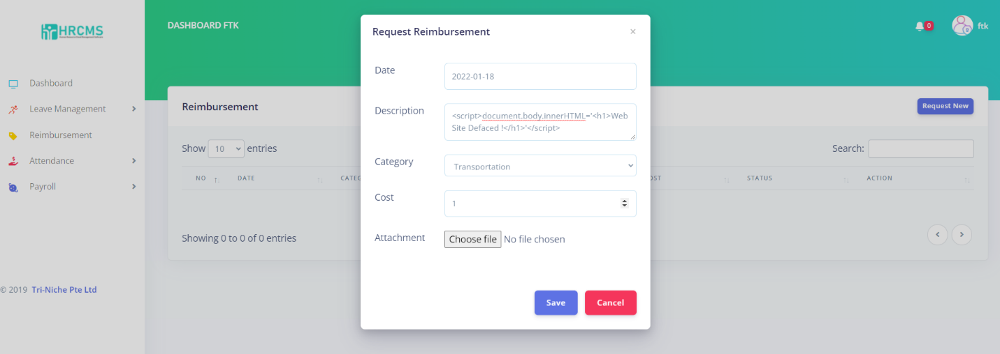 HRCMS
DASHBOARD FTK
0
ftk
Dashboard
Leave Management
Reimbursement
Attendance
Payroll
© 2019 Tri-Niche Pte Ltd
Reimbursement
Request New
Show 10 entries
Search:
NO
DATE
CATEG
OST
STATUS
ACTION
Showing 0 to 0 of 0 entries
Request Reimbursement
×
Date
2022-01-18
Description
<script>document.body.innerHTML='<h1>Web
Site Defaced !</h1>'</script>
Category
Transportation
Cost
1
Attachment
Choose file No file chosen
Save
Cancel